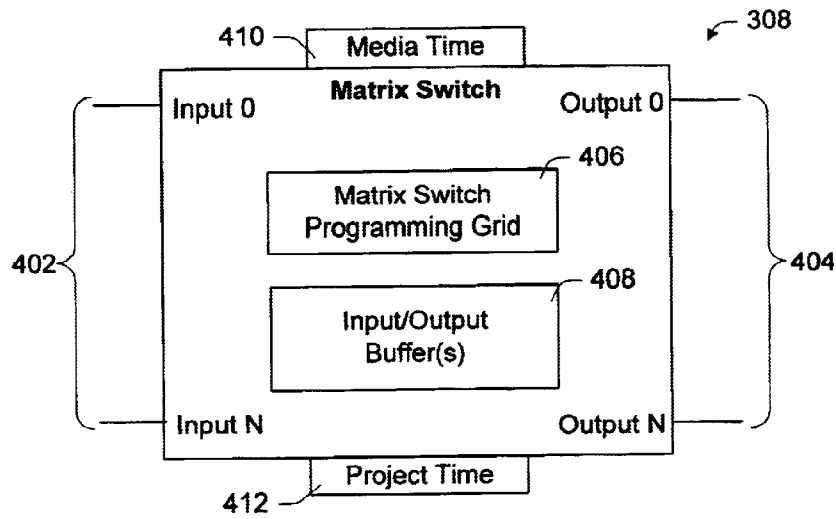 410
Media Time
308
Matrix Switch
Input 0
Output 0
406
Matrix Switch
Programming Grid
402
404
408
Input/Output
Buffer(s)
Input N
Output N
Project Time
412